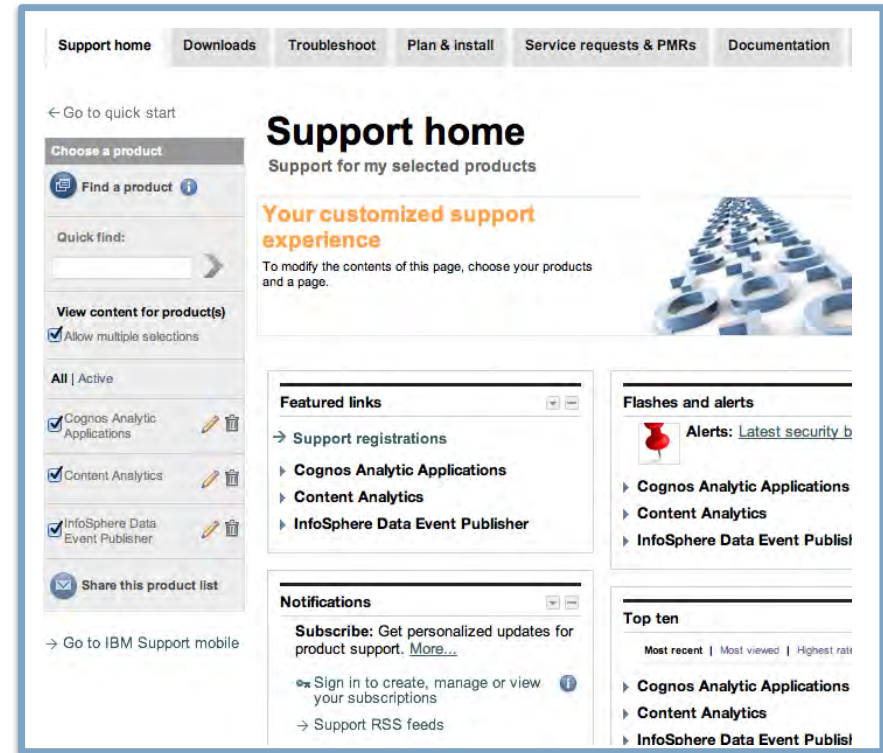 Support home
Downloads
Troubleshoot
Plan & install
Service requests & PMRs
Documentation
← Go to quick start
Choose a product
Find a product
Quick find:
View content for product(s)
Allow multiple selections
All | Active
Cognos Analytic
Applications
Content Analytics
InfoSphere Data
Event Publisher
Share this product list
→ Go to IBM Support mobile
Support home
Support for my selected products
Your customized support
experience
To modify the contents of this page, choose your products
and a page.
Featured links
→ Support registrations
Cognos Analytic Applications
Content Analytics
InfoSphere Data Event Publisher
Notifications
Subscribe: Get personalized updates for
product support. More...
Sign in to create, manage or view
your subscriptions
→ Support RSS feeds
Flashes and alerts
Alerts: Latest security
Cognos Analytic Applications
Content Analytics
InfoSphere Data Event
Top ten
Most recent | Most viewed | Highest
Cognos Analytic Applications
Content Analytics
InfoSphere Data Event